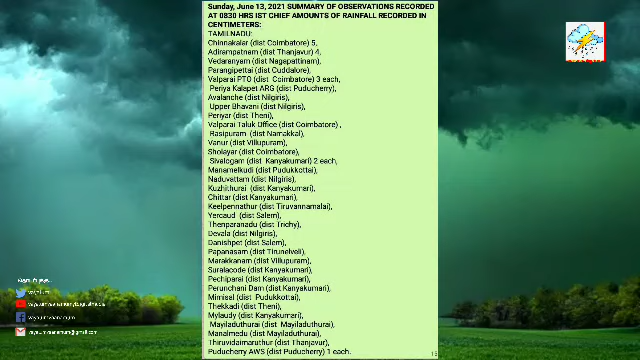 Sunday, June 13, 2021 SUMMARY OF OBSERVATIONS RECORDED
AT 0830 HRS IST CHIEF AMOUNTS OF RAINFALL RECORDED IN
CENTIMETERS:
TAMILNADU:
Chinnakalar (dist Coimbatore) 5,
Adirampatnam (dist Thanjavur) 4,
Vedaranyam (dist Nagapattinam),
Parangipettai (dist Cuddalore),
Valparai PTO (dist Coimbatore) 3 each,
Periya Kalapet ARG (dist Puducherry),
Avalanche (dist Nilgiris),
Upper Bhavani (dist Nilgiris),
Periyar (dist Theni),
Valparai Taluk Office (dist Coimbatore) ,
Rasipuram (dist Namakkal),
Vanur (dist Villupuram),
Sholayar (dist Coimbatore),
Sivalogam (dist Kanyakumari) 2 each,
Manamelkudi (dist Pudukkottai),
Naduvattam (dist Nilgiris),
Kuzhithurai (dist Kanyakumari),
Chittar (dist Kanyakumari),
Keelpennathur (dist Tiruvannamalai),
Yercaud (dist Salem),
Thenparanadu (dist Trichy),
Devala (dist Nilgiris),
Danishpet (dist Salem),
Papanasam (dist Tirunelveli),
Marakkanam (dist Villupuram),
Suralacode (dist Kanyakumari),
Pechiparai (dist Kanyakumari),
Perunchani Dam (dist Kanyakumari),
Mimisal (dist Pudukkottai),
Thekkadi (dist Theni),
Mylaudy (dist Kanyakumari),
Mayiladuthurai (dist Mayiladuthurai),
Manalmedu (dist Mayiladuthurai),
Thiruvidaimaruthur (dist Thanjavur),
Puducherry AWS (dist Puducherry) 1 each.